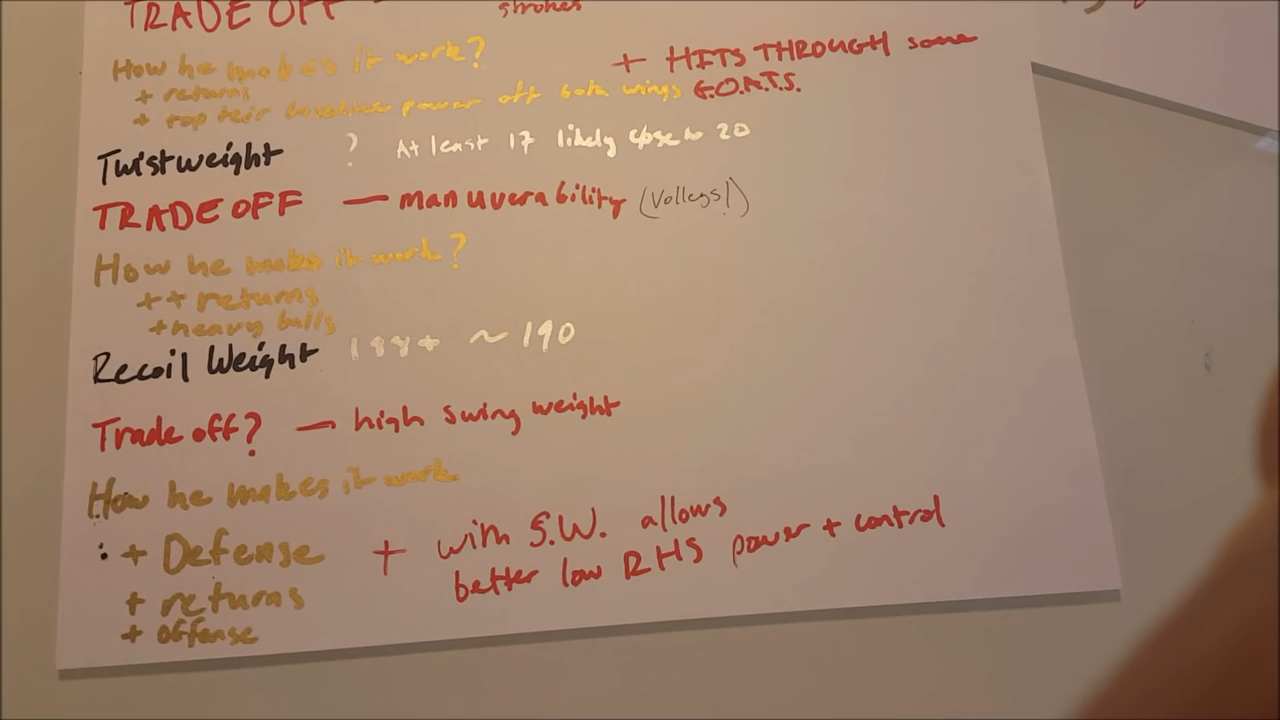 TRADE OFF — strokes
How he makes it work?
+ returns
+ top teir baseline power off both wings
+ HITS THROUGH some
G.O.A.T.S.
Twistweight ? At least 17 likely close to 20
TRADE OFF — manuverability (Volleys!)
How he makes it work?
++ returns
+heavy balls
Recoil Weight 188+ ~ 190
Trade off? — high swing weight
How he makes it work
: + Defense + with S.W. allows
better low RHS power + control
+ returns
+ offense